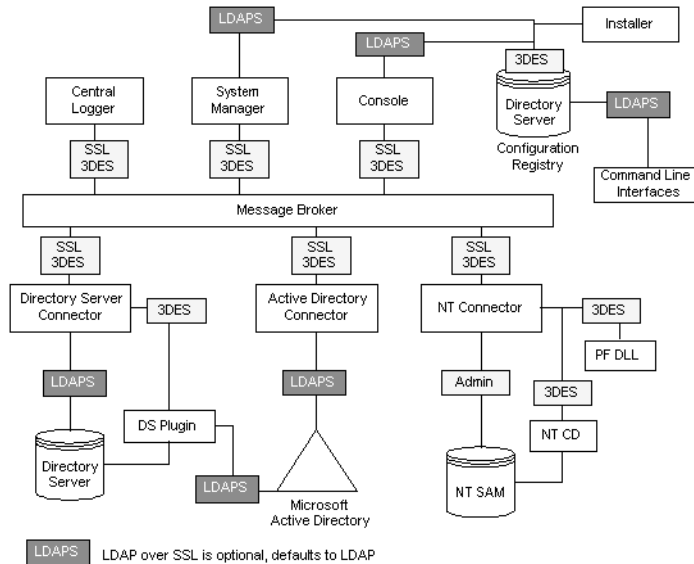 LDAPS
Installer
LDAPS
3DES
Central
Logger
System
Manager
Console
Directory
Server
LDAPS
Configuration
Registry
SSL
3DES
SSL
3DES
SSL
3DES
Command Line
Interfaces
Message Broker
SSL
3DES
SSL
3DES
SSL
3DES
Directory Server
Connector
3DES
Active Directory
Connector
NT Connector
3DES
PF DLL
LDAPS
LDAPS
Admin
3DES
DS Plugin
NT CD
Directory
Server
LDAPS
NT SAM
Microsoft
Active Directory
LDAPS
LDAP over SSL is optional, defaults to LDAP